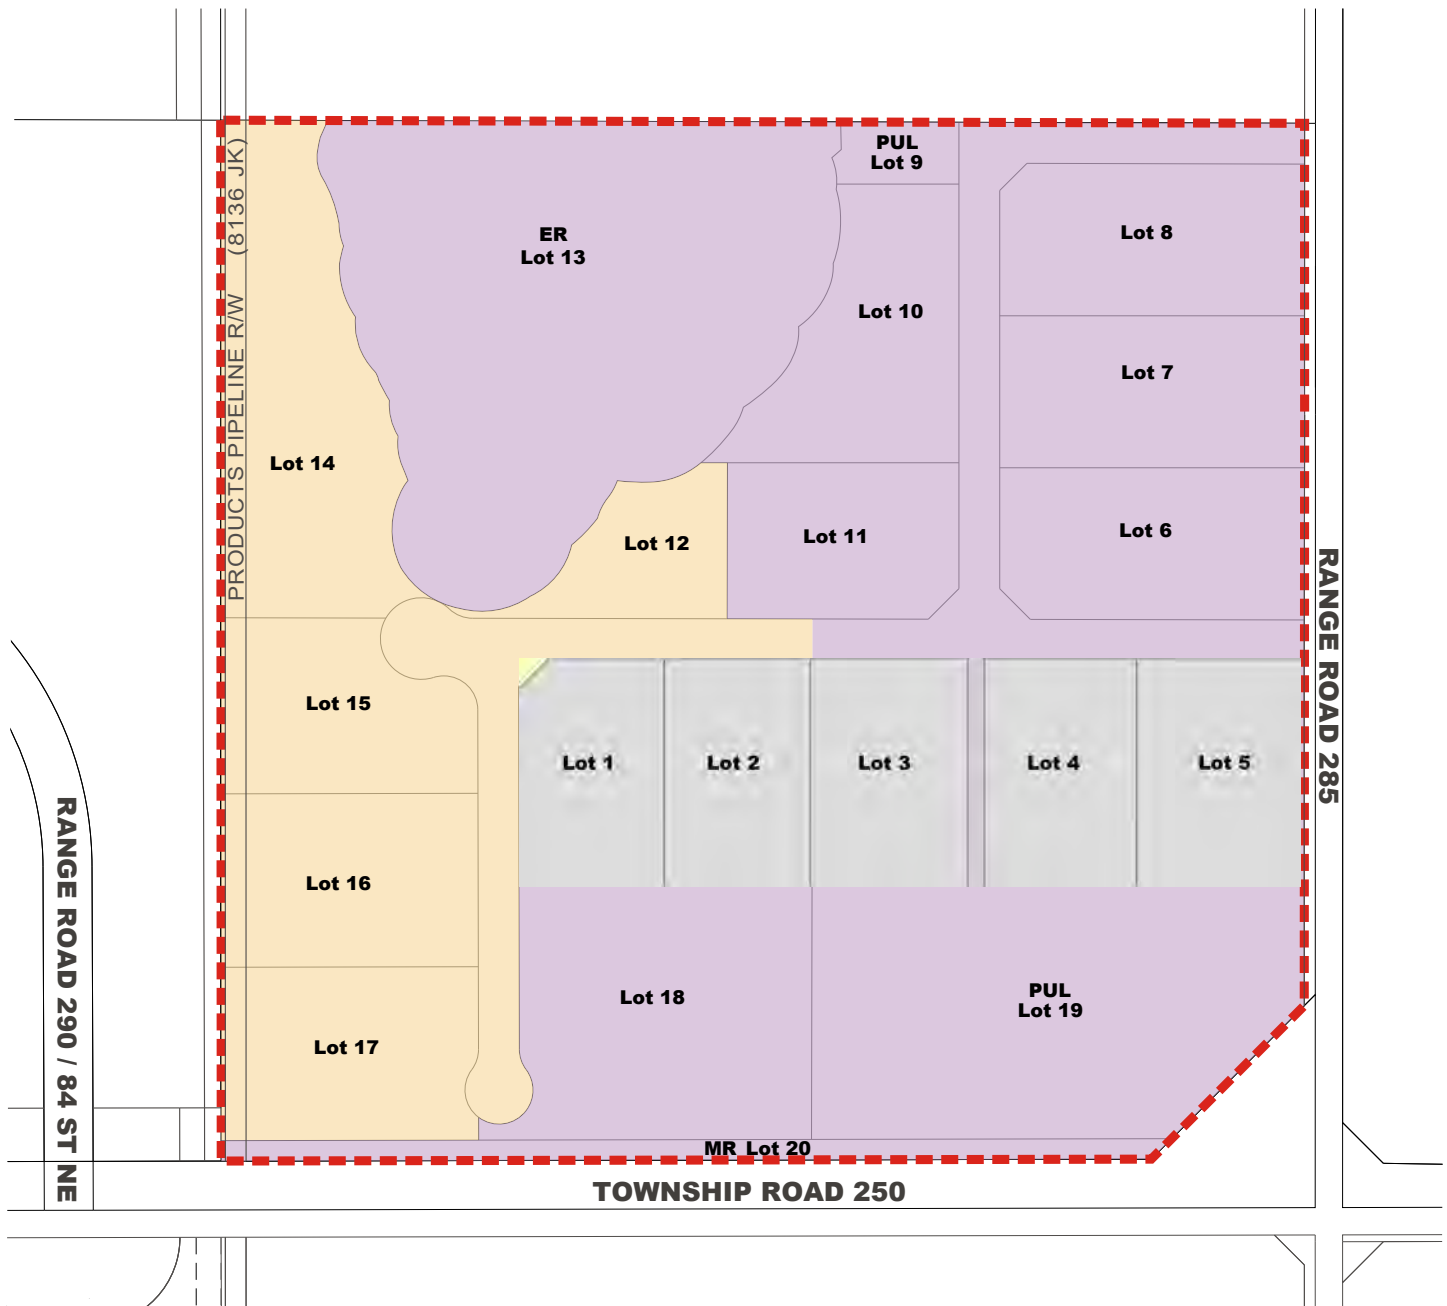 PUL
Lot 9
PRODUCTS PIPELINE R/W (8136 JK)
ER
Lot 13
Lot 8
Lot 10
Lot 7
Lot 14
Lot 12
Lot 11
Lot 6
RANGE ROAD 285
Lot 15
Lot 1
Lot 2
Lot 3
Lot 4
Lot 5
RANGE ROAD 290 / 84 ST NE
Lot 16
Lot 18
PUL
Lot 19
Lot 17
MR Lot 20
TOWNSHIP ROAD 250